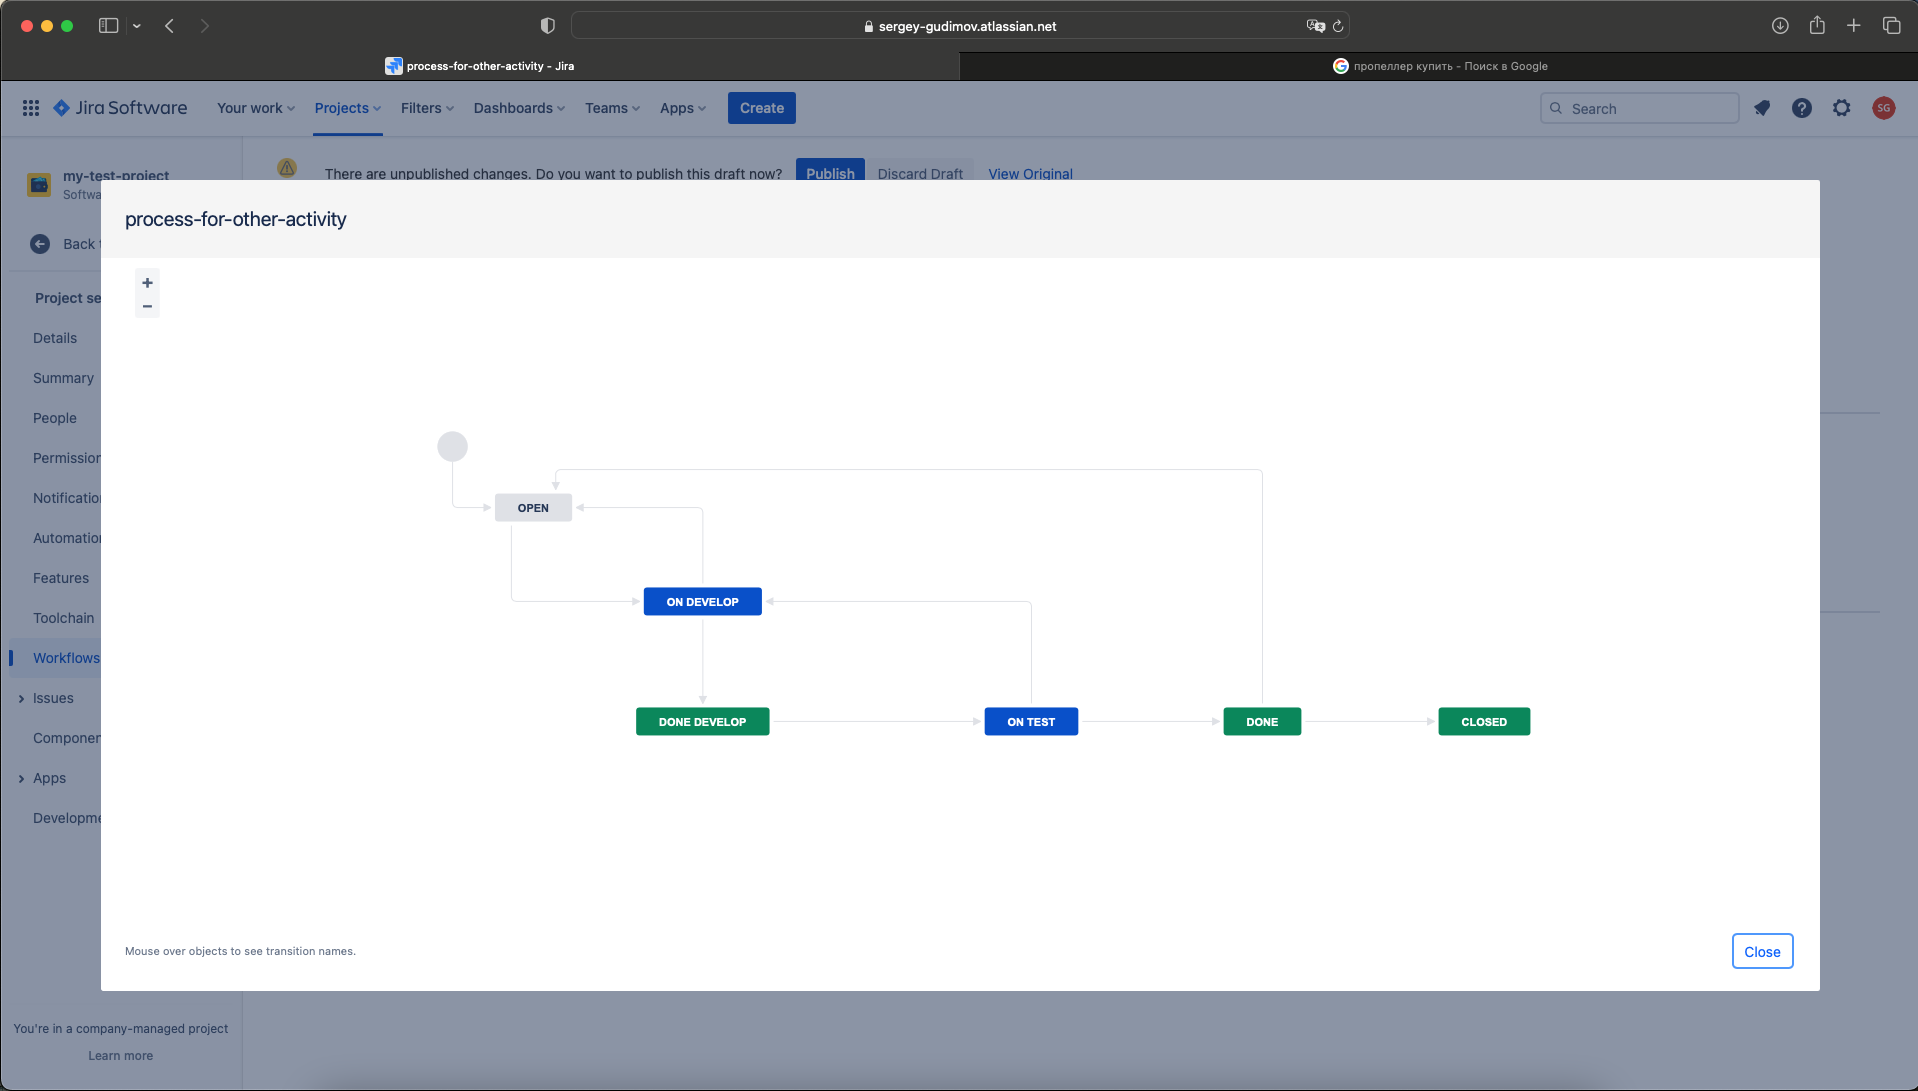 sergey-gudimov.atlassian.net
process-for-other-activity – Jira
пропеллер купить - Поиск в Google
Jira Software
Your work
Projects
Filters
Dashboards
Teams
Apps
Create
Search
SG
my-test-project
Softwa
There are unpublished changes. Do you want to publish this draft now?
Publish
Discard Draft
View Original
process-for-other-activity
Back t
+
−
Project se
Details
Summary
People
Permission
Notificatio
Automatio
Features
Toolchain
Workflows
Issues
Componen
Apps
Developme
OPEN
ON DEVELOP
DONE DEVELOP
ON TEST
DONE
CLOSED
Mouse over objects to see transition names.
Close
You're in a company-managed project
Learn more